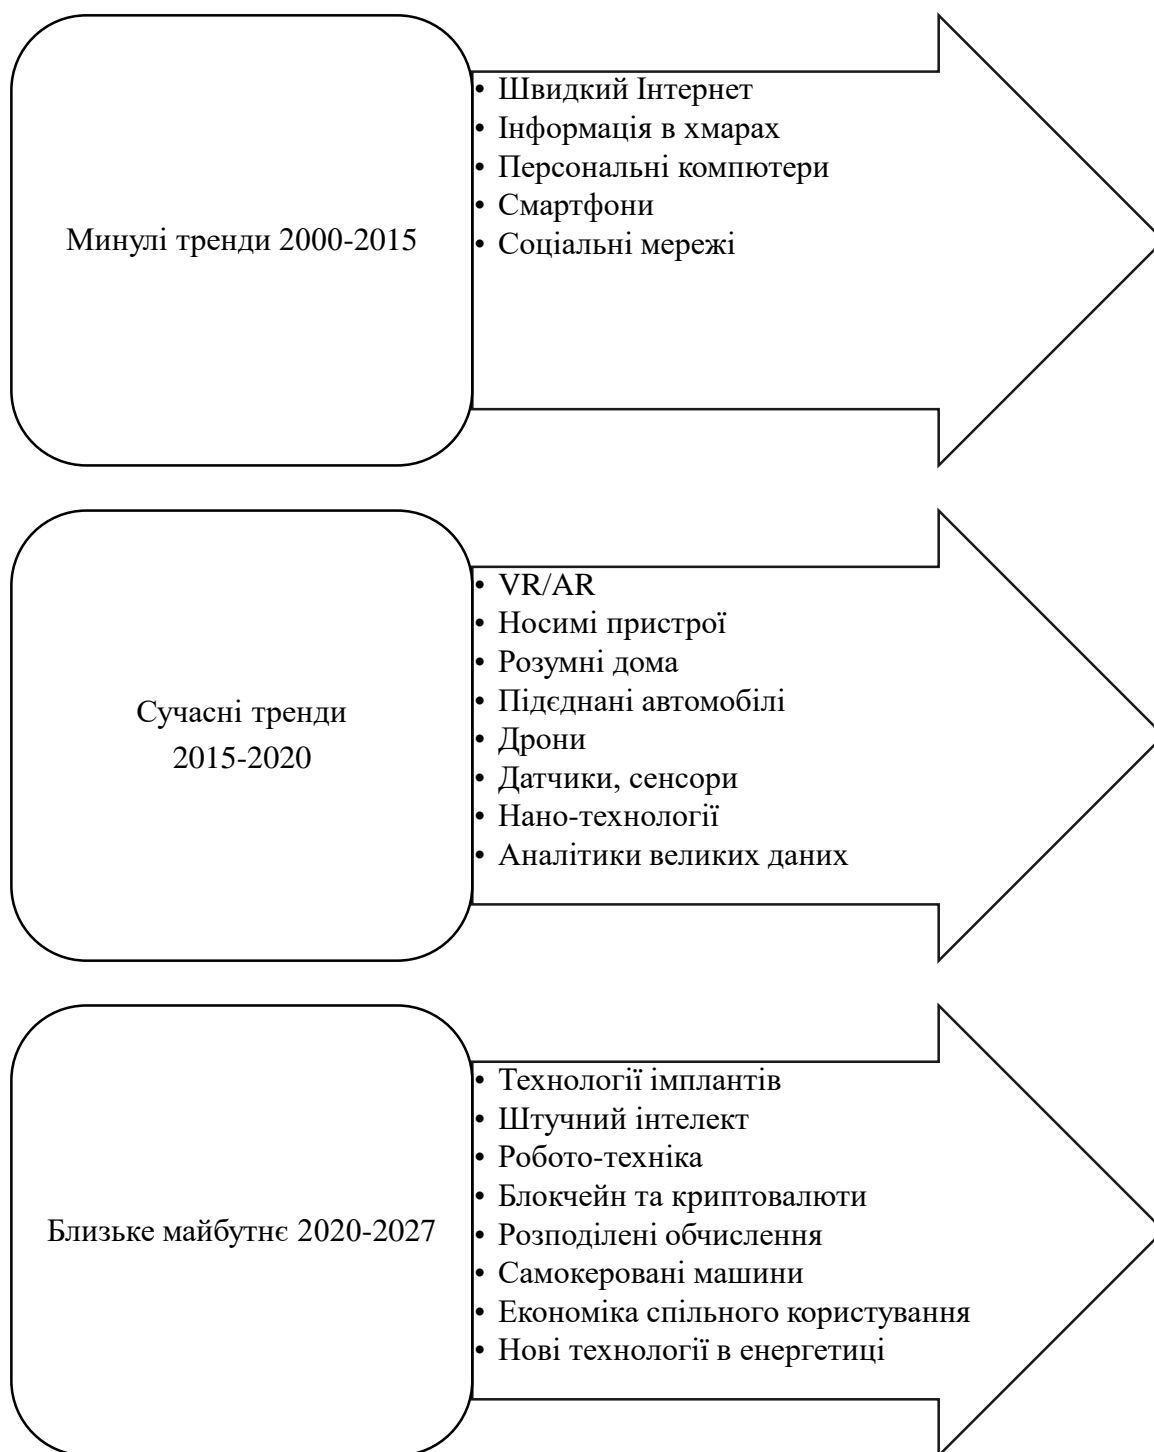 Минулі тренди 2000-2015
• Швидкий Інтернет
• Інформація в хмарах
• Персональні компютери
• Смартфони
• Соціальні мережі
Сучасні тренди
2015-2020
• VR/AR
• Носимі пристрої
• Розумні дома
• Підєднані автомобілі
• Дрони
• Датчики, сенсори
• Нано-технології
• Аналітики великих даних
Близьке майбутнє 2020-2027
• Технології імплантів
• Штучний інтелект
• Робото-техніка
• Блокчейн та криптовалюти
• Розподілені обчислення
• Самокеровані машини
• Економіка спільного користування
• Нові технології в енергетиці